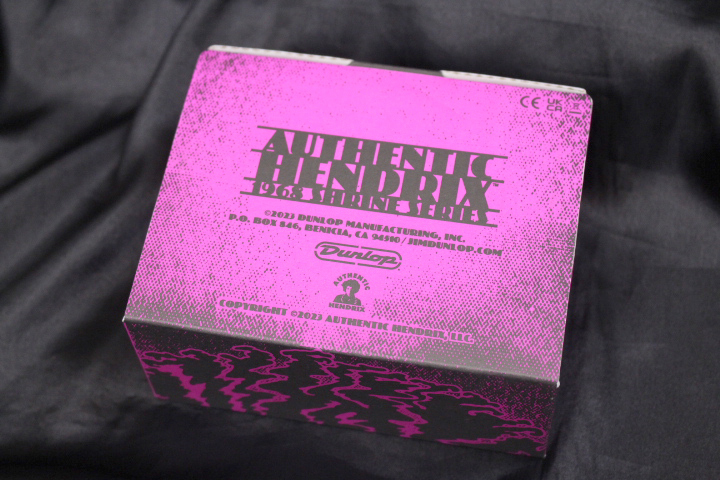 CE UK CA
AUTHENTIC
HENDRIX™
1968 SHRINE SERIES
©2023 DUNLOP MANUFACTURING, INC.
P.O. BOX 846, BENICIA, CA 94510/JIMDUNLOP.COM
Dunlop
AUTHENTIC
HENDRIX
COPYRIGHT ©2023 AUTHENTIC HENDRIX, LLC.